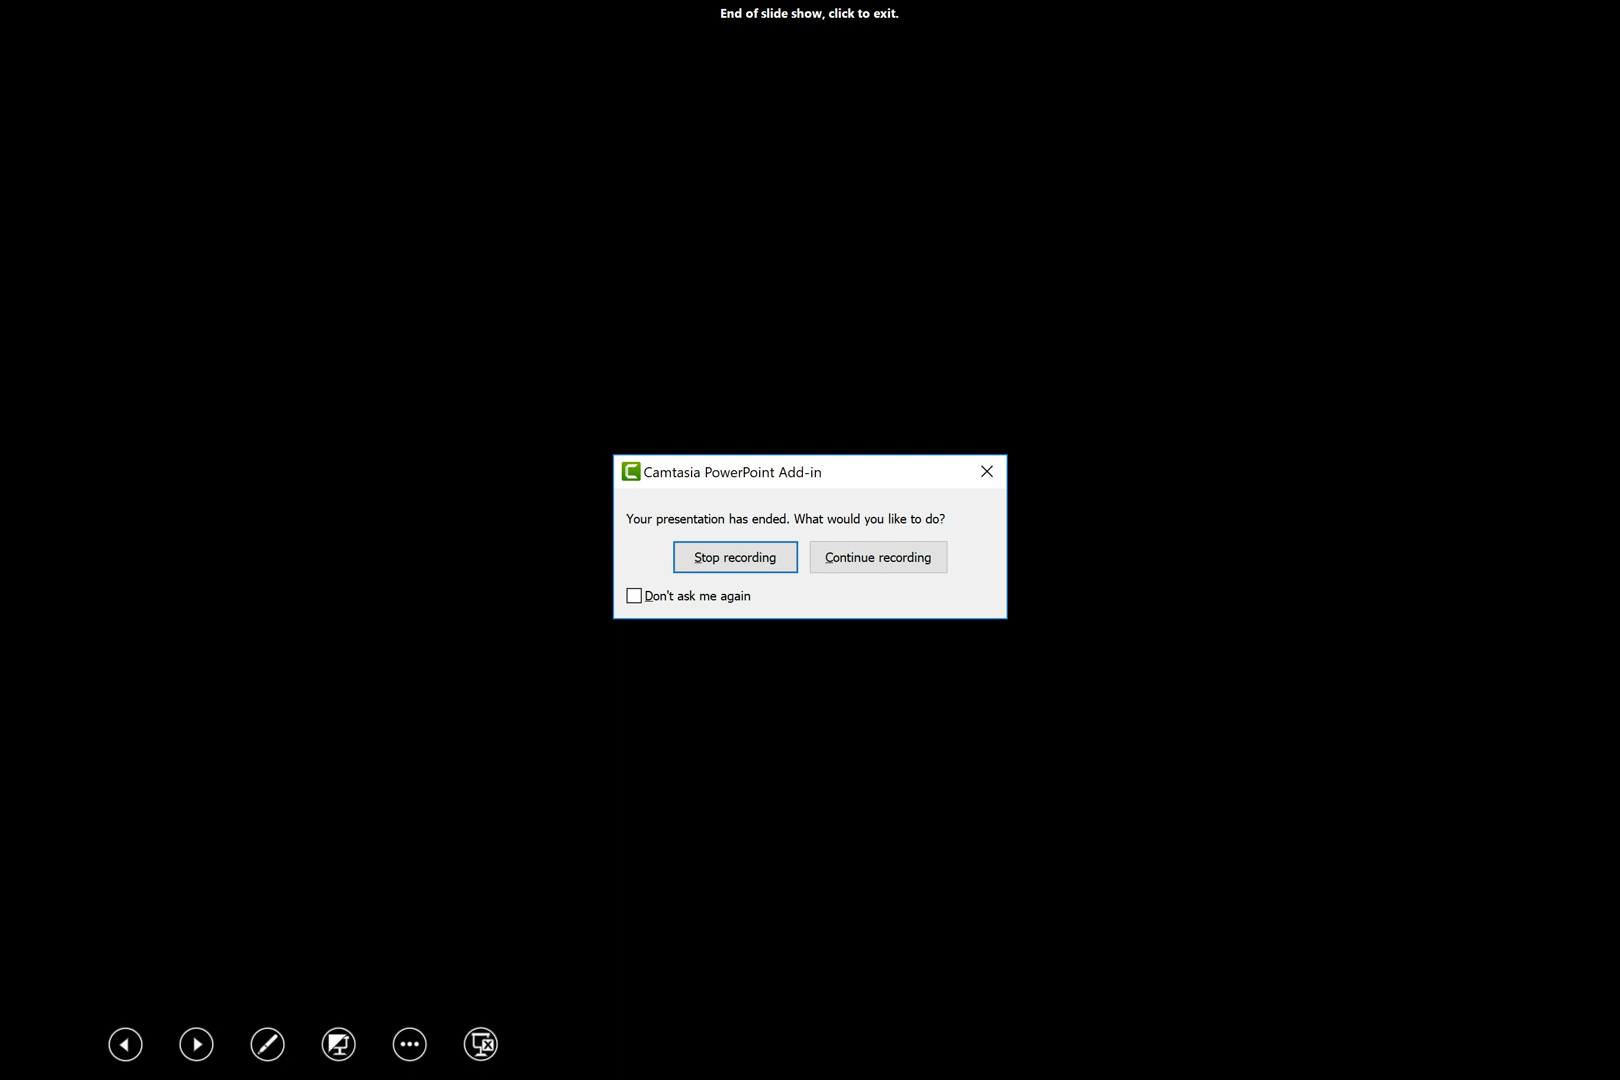 End of slide show, click to exit.
Camtasia PowerPoint Add-in
Your presentation has ended. What would you like to do?
Stop recording
Continue recording
Don't ask me again